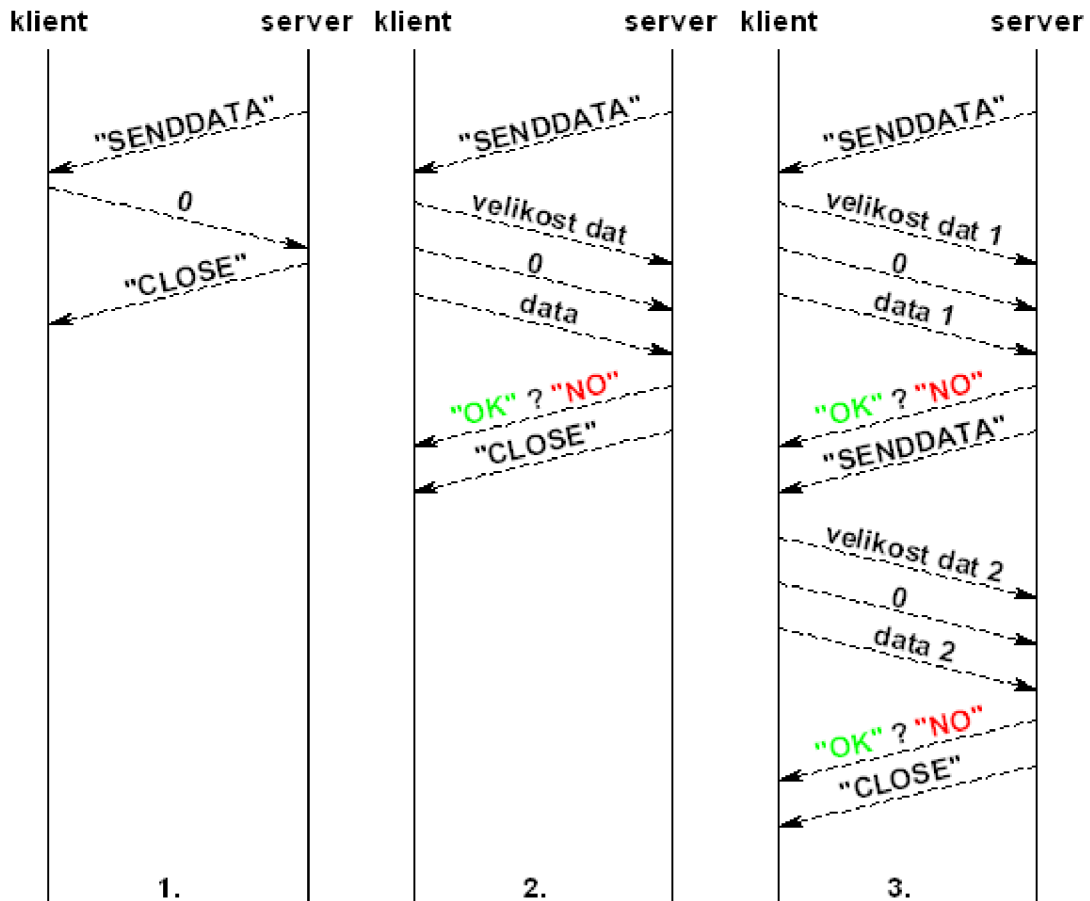 klient server
"SENDDATA"
0
"CLOSE"
1.
klient server
"SENDDATA"
velikost dat
0
data
"OK" ? "NO"
"CLOSE"
2.
klient server
"SENDDATA"
velikost dat 1
0
data 1
"OK" ? "NO"
"SENDDATA"
velikost dat 2
0
data 2
"OK" ? "NO"
"CLOSE"
3.